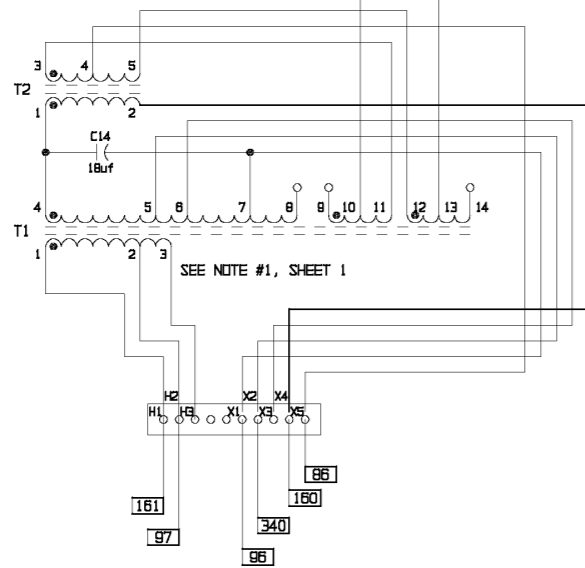 3 4 5
T2
1 2
C14
18uf
4 5 6 7 8 9 10 11 12 13 14
T1
1 2 3
SEE NOTE #1, SHEET 1
H2 X2 X4
H1 H3 X1 X3 X5
86
161 160
97 340
96